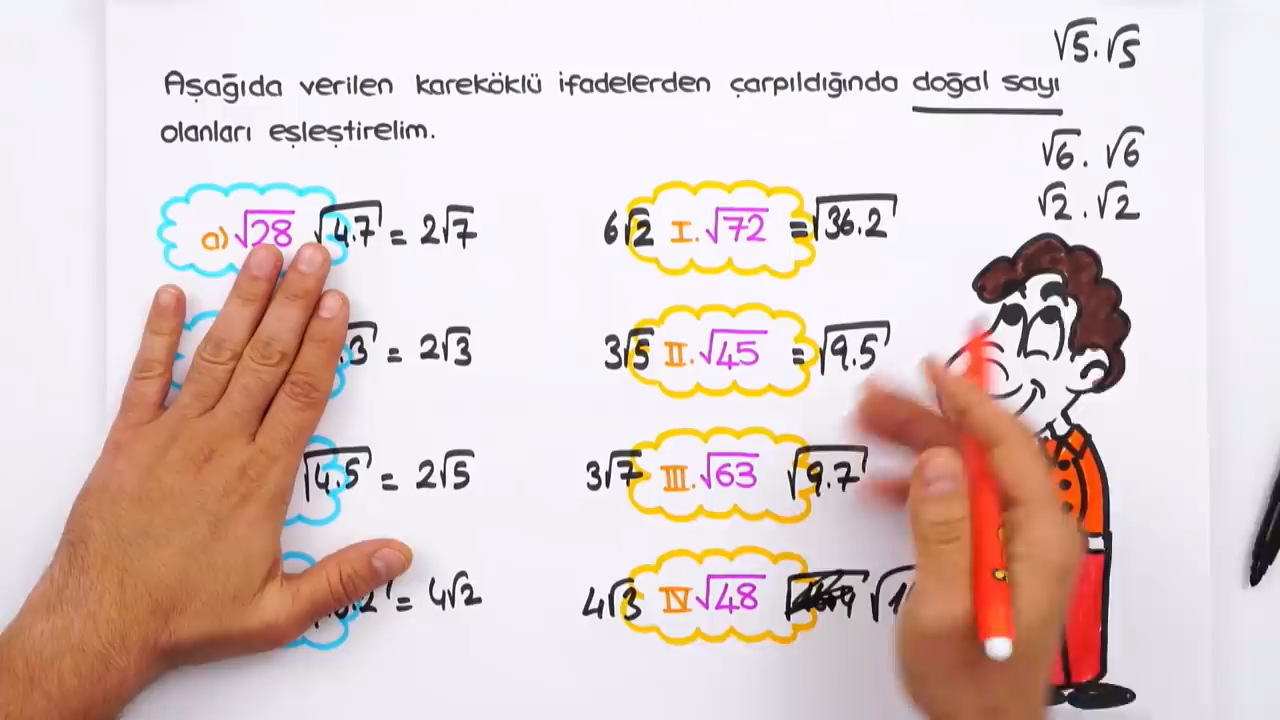 √5.√5
Aşağıda verilen kareköklü ifadelerden çarpıldığında doğal sayı
olanları eşleştirelim.
√6. √6
√2.√2
a) √28 √4.7 = 2√7
6√2 I. √72 = √36.2
.3 = 2√3
3√5 II. √45 = √9.5
√4.5 = 2√5
3√7 III. √63 √9.7
.2 = 4√2
4√3 IV √48